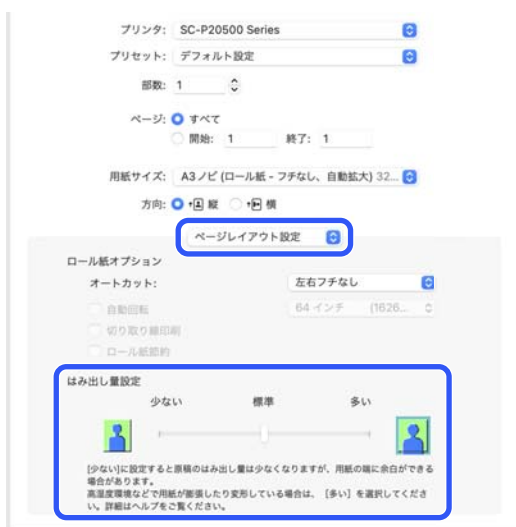 プリンタ: SC-P20500 Series
プリセット: デフォルト設定
部数: 1
ページ: すべて
開始: 1 終了: 1
用紙サイズ: A3ノビ (ロール紙 - フチなし、自動拡大) 32...
方向: 縦 横
ページレイアウト設定
ロール紙オプション
オートカット: 左右フチなし
自動回転 64 インチ (1626...
切り取り線印刷
ロール紙節約
はみ出し量設定
少ない 標準 多い
[少ない]に設定すると原稿のはみ出し量は少なくなりますが、用紙の端に余白ができる
場合があります。
高湿度環境などで用紙が膨張したり変形している場合は、[多い] を選択してくださ
い。詳細はヘルプをご覧ください。